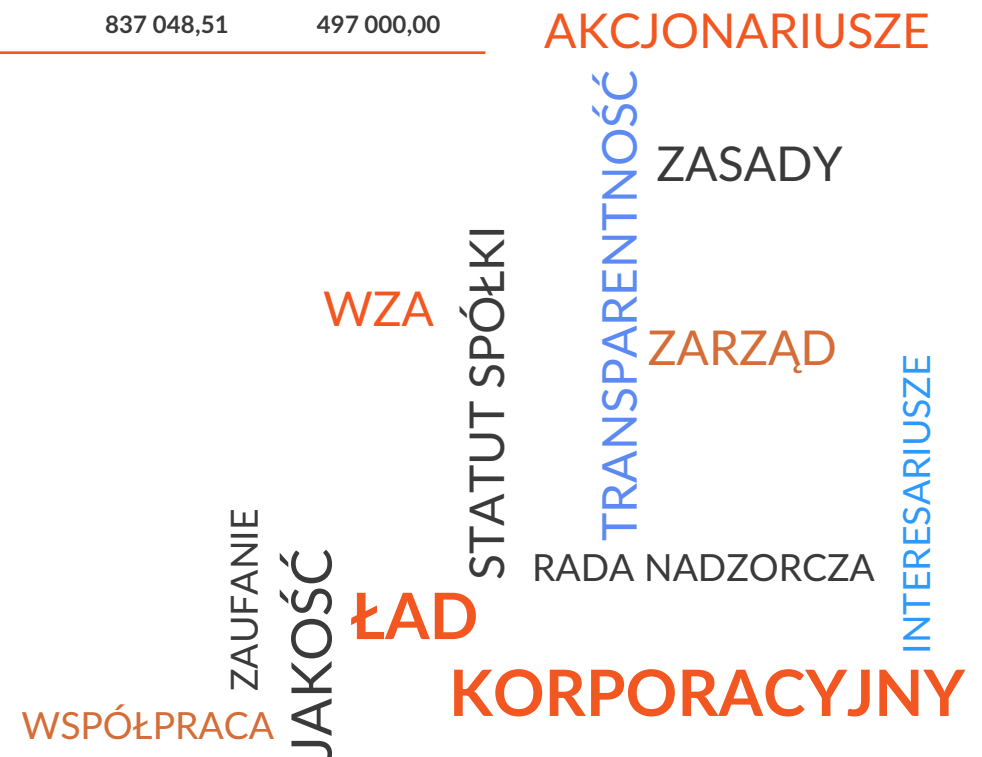 837 048,51 497 000,00
AKCJONARIUSZE
TRANSPARENTNOŚĆ
ZASADY
STATUT SPÓŁKI
WZA
ZARZĄD
INTERESARIUSZE
ZAUFANIE
JAKOŚĆ
RADA NADZORCZA
ŁAD
KORPORACYJNY
WSPÓŁPRACA